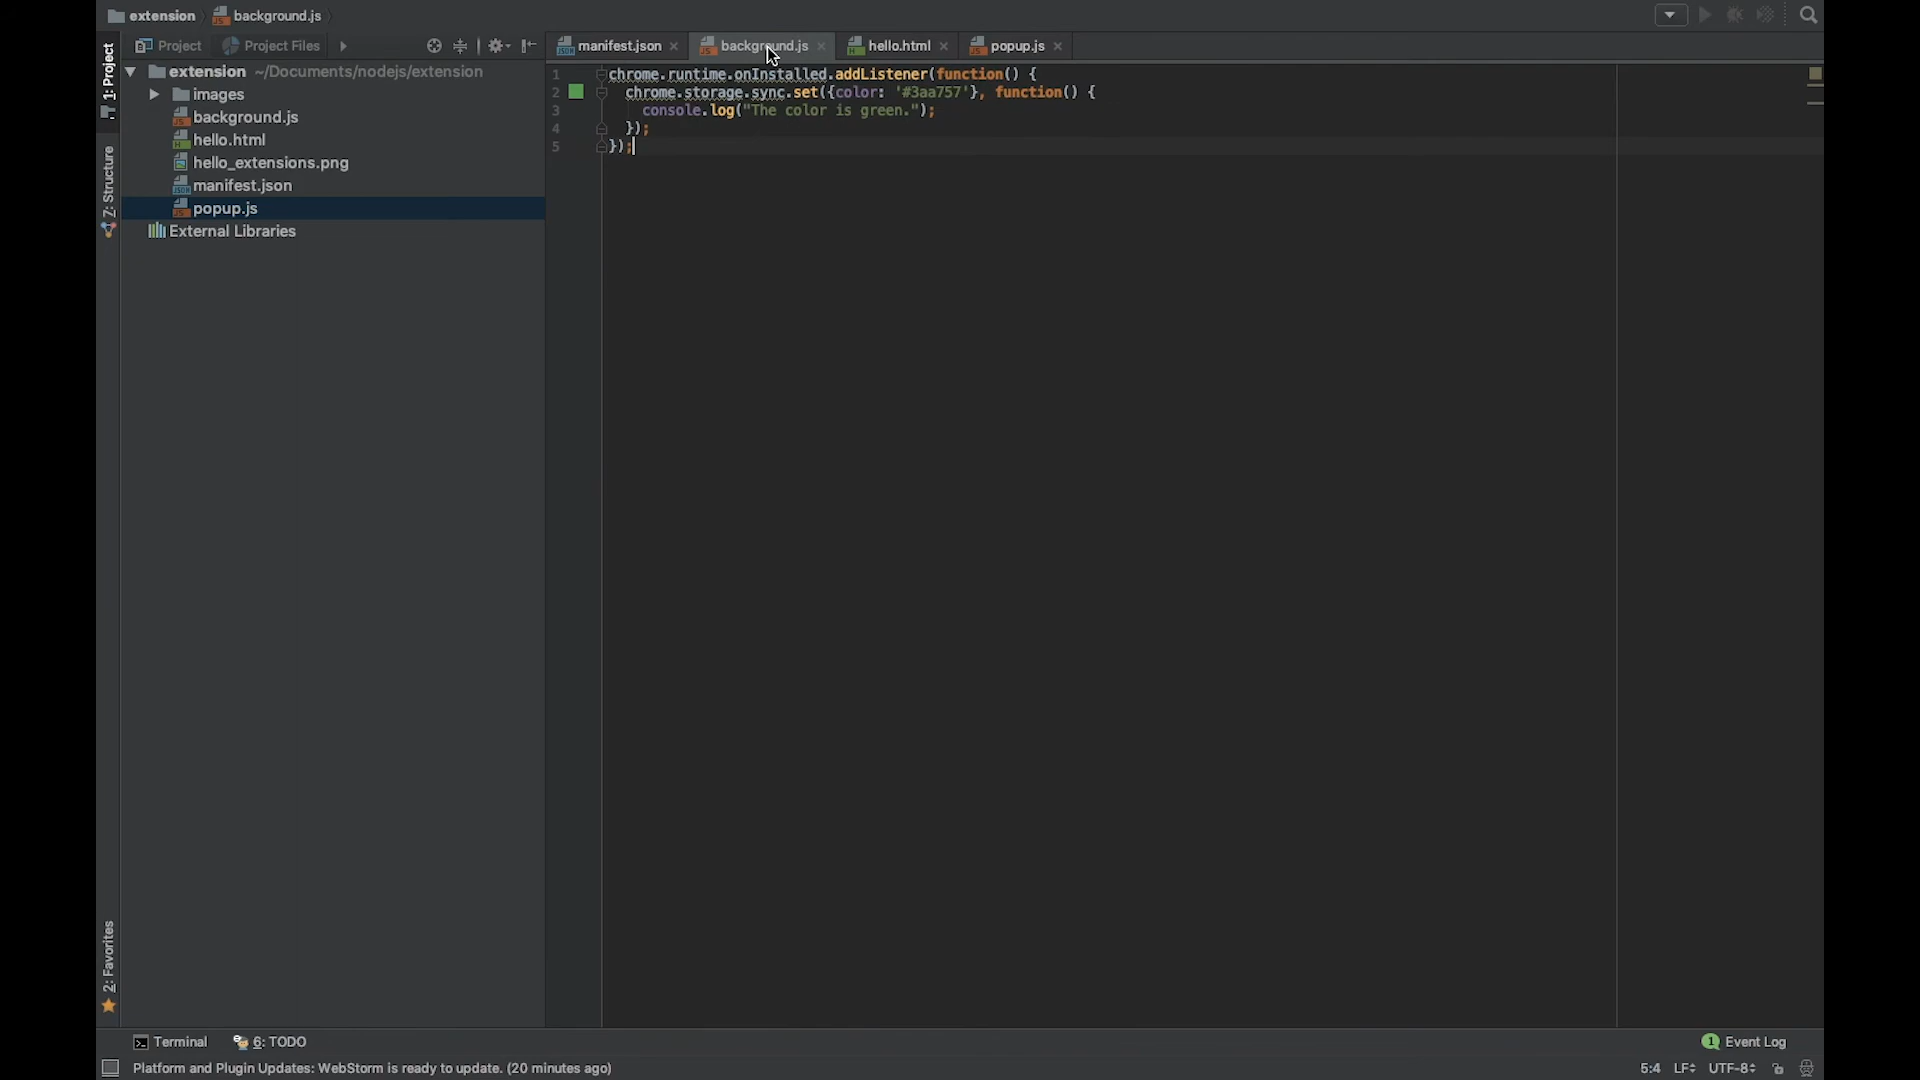 extension background.js
1: Project
Z: Structure
2: Favorites
Project Project Files
extension ~/Documents/nodejs/extension
images
background.js
hello.html
hello_extensions.png
manifest.json
popup.js
External Libraries
manifest.json background.js hello.html popup.js
1 chrome.runtime.onInstalled.addListener(function() {
2 chrome.storage.sync.set({color: '#3aa757'}, function() {
3 console.log("The color is green.");
4 });
5 });
Terminal 6: TODO 1 Event Log
Platform and Plugin Updates: WebStorm is ready to update. (20 minutes ago) 5:4 LF UTF-8